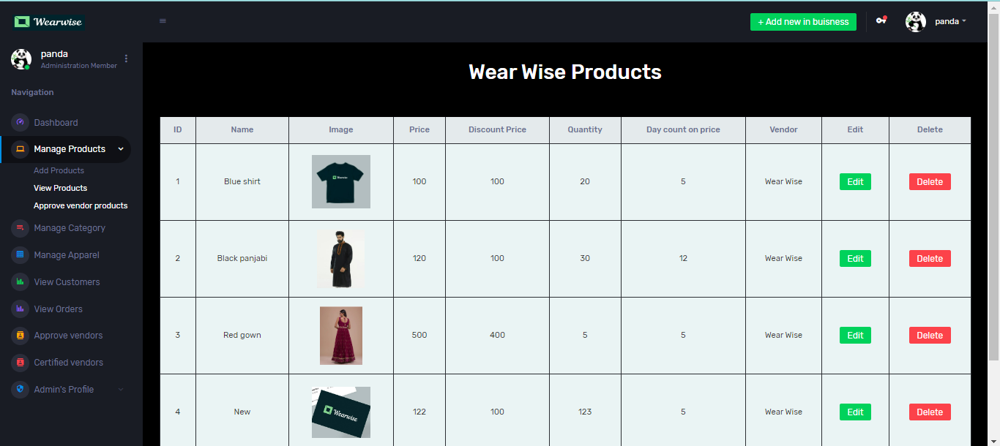 Wearwise
+ Add new in buisness
panda
panda
Administration Member
Navigation
Dashboard
Manage Products
Add Products
View Products
Approve vendor products
Manage Category
Manage Apparel
View Customers
View Orders
Approve vendors
Certified vendors
Admin's Profile
Wear Wise Products
ID Name Image Price Discount Price Quantity Day count on price Vendor Edit Delete
1 Blue shirt Wearwise 100 100 20 5 Wear Wise Edit Delete
2 Black panjabi 120 100 30 12 Wear Wise Edit Delete
3 Red gown 500 400 5 5 Wear Wise Edit Delete
4 New Wearwise 122 100 123 5 Wear Wise Edit Delete